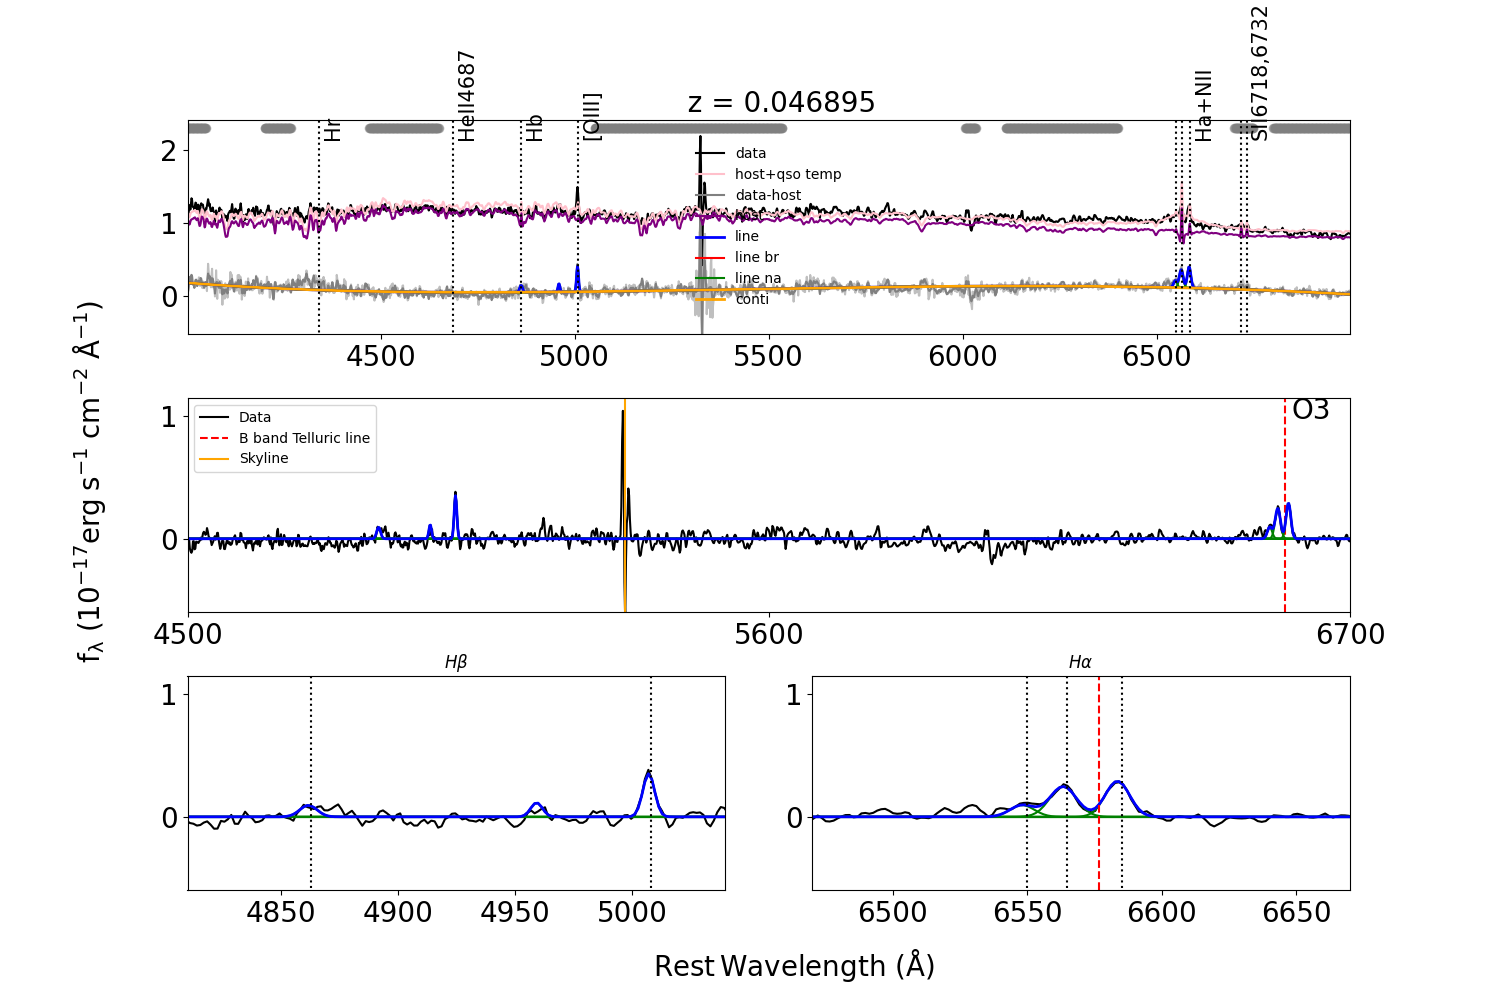 z = 0.046895
Hr
HeII4687
Hb
[OIII]
Ha+NII
SII6718,6732
data
host+qso temp
data-host
host
line
line br
line na
conti
2
1
0
4500 5000 5500 6000 6500
Data
B band Telluric line
Skyline
O3
1
0
4500 5600 6700
fλ (10⁻¹⁷erg s⁻¹ cm⁻² Å⁻¹)
Hβ
1
0
4850 4900 4950 5000
Hα
1
0
6500 6550 6600 6650
Rest Wavelength (Å)